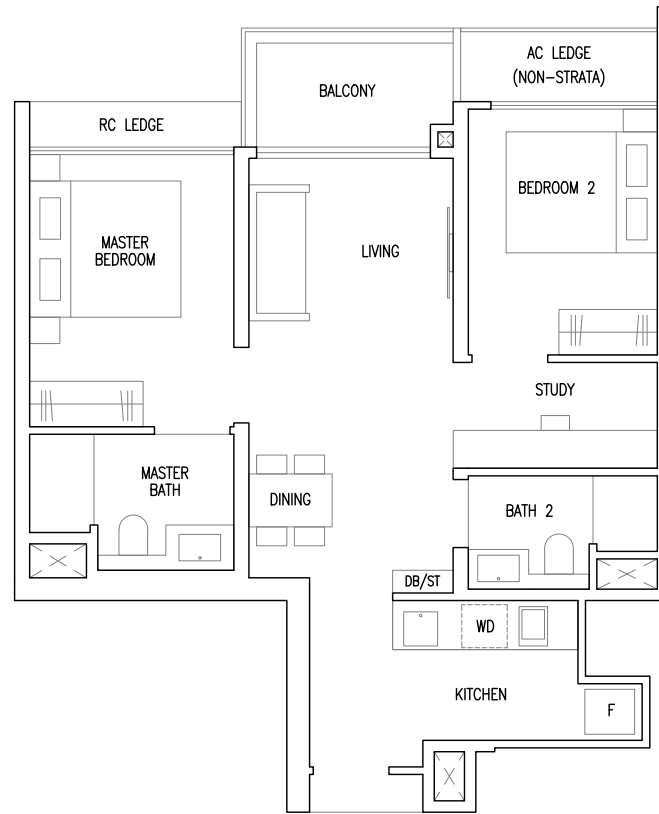 AC LEDGE
(NON-STRATA)
BALCONY
RC LEDGE
BEDROOM 2
MASTER
BEDROOM
LIVING
STUDY
MASTER
BATH
DINING
BATH 2
DB/ST
WD
KITCHEN
F